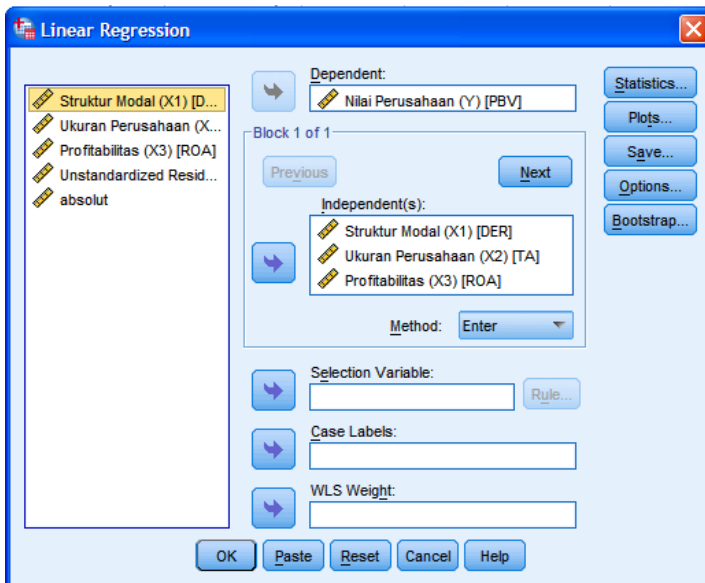 Linear Regression
Struktur Modal (X1) [D...
Ukuran Perusahaan (X...
Profitabilitas (X3) [ROA]
Unstandardized Resid...
absolut
Dependent:
Nilai Perusahaan (Y) [PBV]
Block 1 of 1
Previous
Next
Independent(s):
Struktur Modal (X1) [DER]
Ukuran Perusahaan (X2) [TA]
Profitabilitas (X3) [ROA]
Method:
Enter
Selection Variable:
Rule...
Case Labels:
WLS Weight:
Statistics...
Plots...
Save...
Options...
Bootstrap...
OK
Paste
Reset
Cancel
Help